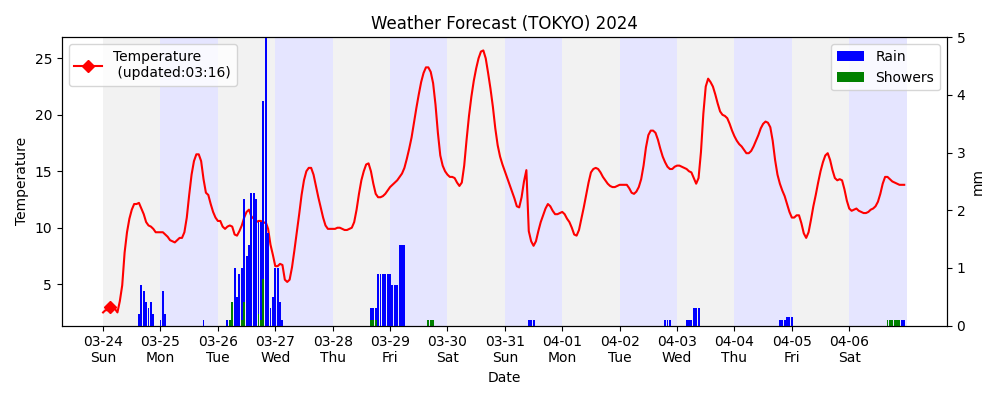 Weather Forecast (TOKYO) 2024
Temperature
(updated:03:16)
Rain
Showers
Temperature
25
20
15
10
5
mm
5
4
3
2
1
0
03-24 03-25 03-26 03-27 03-28 03-29 03-30 03-31 04-01 04-02 04-03 04-04 04-05 04-06
Sun Mon Tue Wed Thu Fri Sat Sun Mon Tue Wed Thu Fri Sat
Date